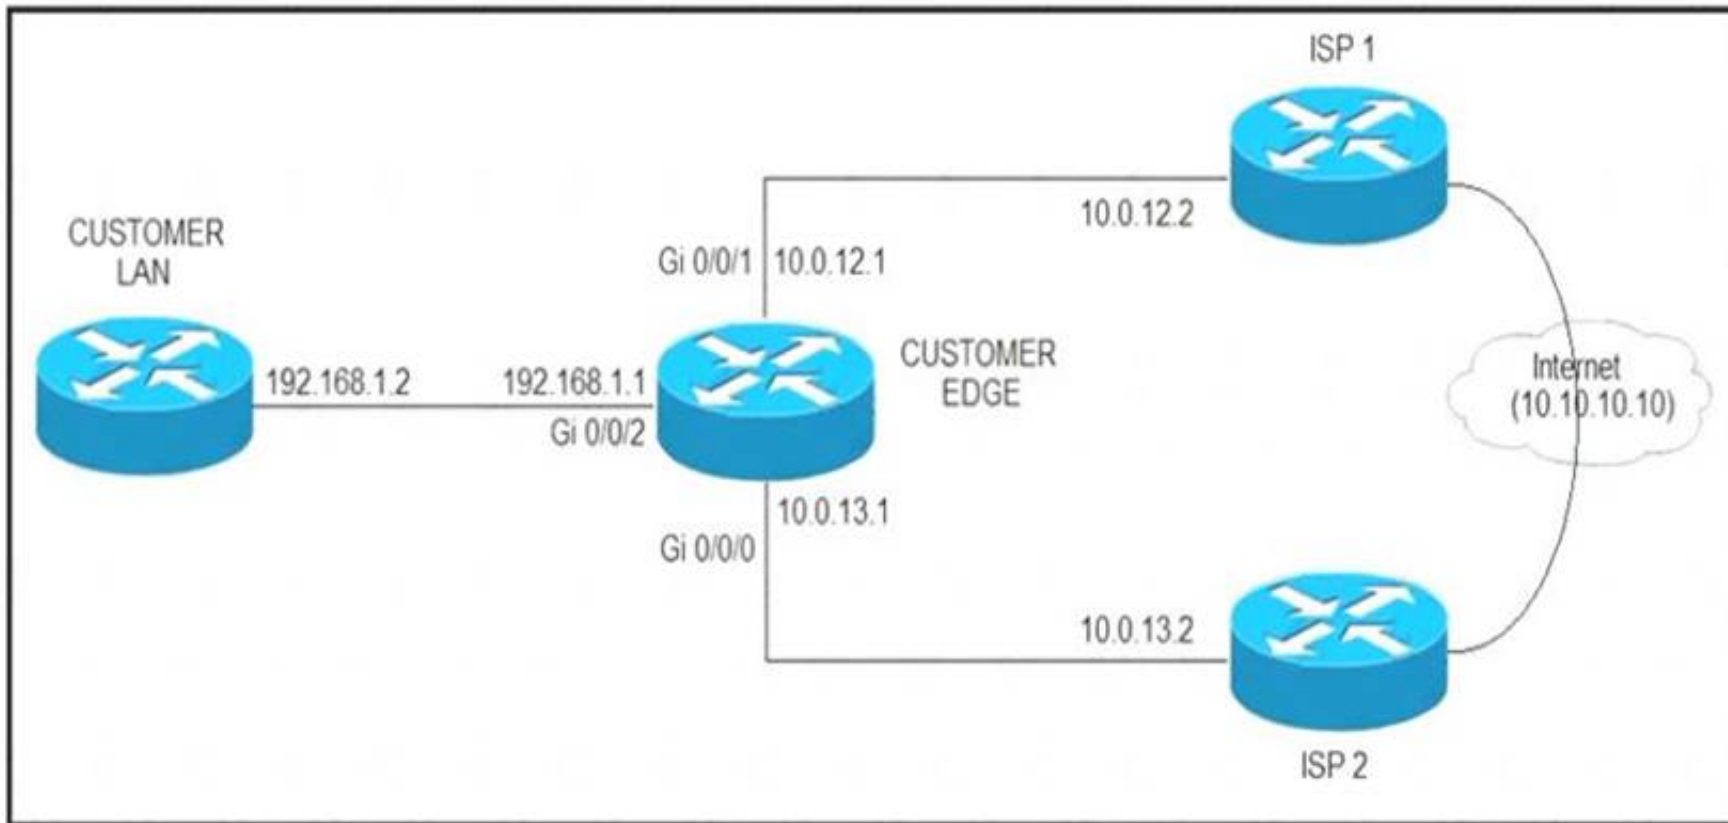 ISP 1
10.0.12.2
CUSTOMER
LAN
Gi 0/0/1 10.0.12.1
CUSTOMER
EDGE
192.168.1.2
192.168.1.1
Gi 0/0/2
Internet
(10.10.10.10)
10.0.13.1
Gi 0/0/0
10.0.13.2
ISP 2